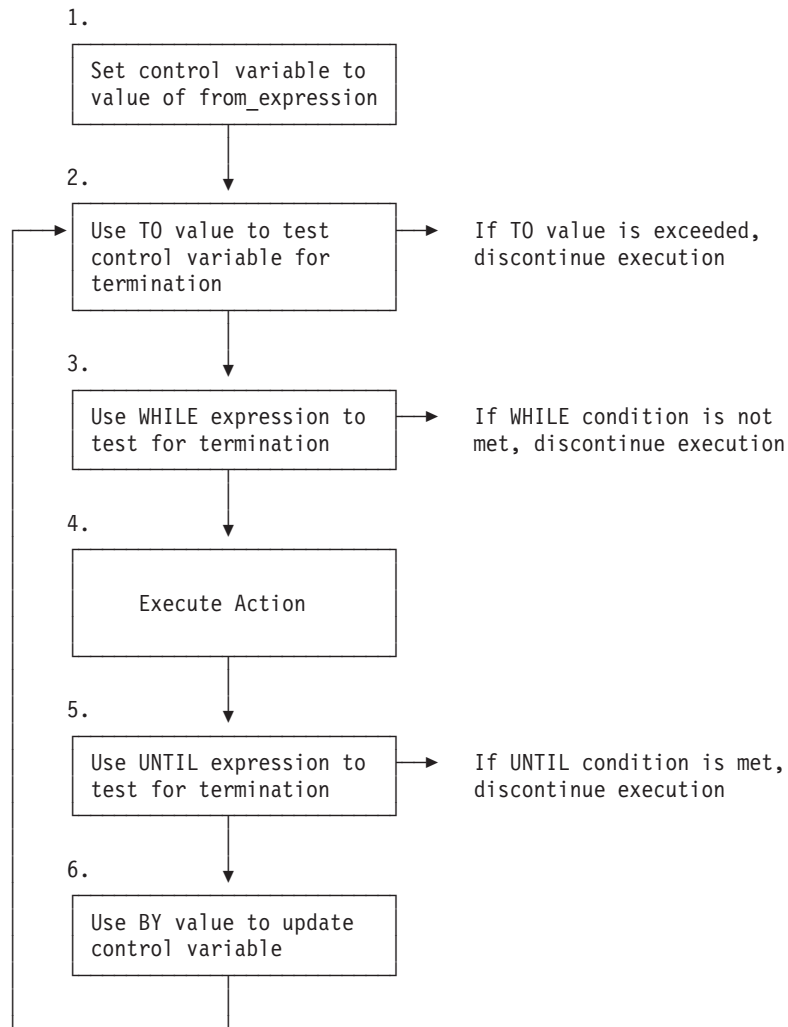 1.
Set control variable to
value of from_expression
2.
Use TO value to test
control variable for
termination
If TO value is exceeded,
discontinue execution
3.
Use WHILE expression to
test for termination
If WHILE condition is not
met, discontinue execution
4.
Execute Action
5.
Use UNTIL expression to
test for termination
If UNTIL condition is met,
discontinue execution
6.
Use BY value to update
control variable